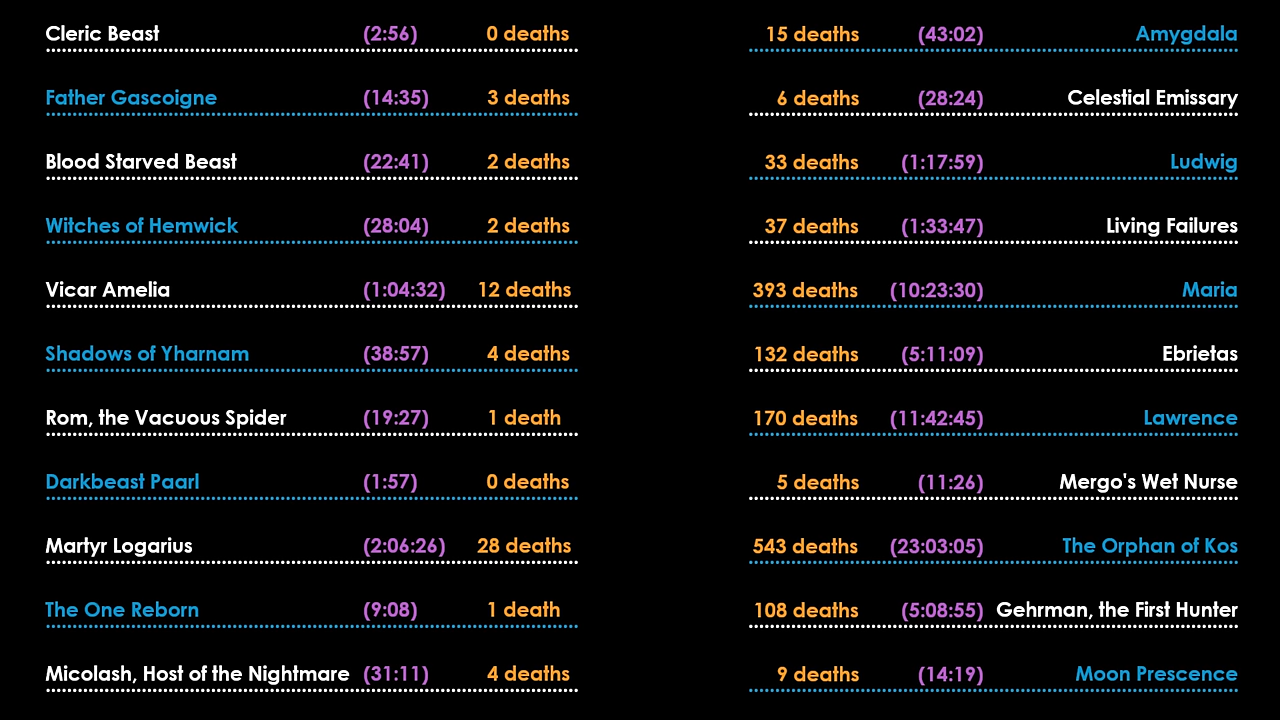 Cleric Beast (2:56) 0 deaths
Father Gascoigne (14:35) 3 deaths
Blood Starved Beast (22:41) 2 deaths
Witches of Hemwick (28:04) 2 deaths
Vicar Amelia (1:04:32) 12 deaths
Shadows of Yharnam (38:57) 4 deaths
Rom, the Vacuous Spider (19:27) 1 death
Darkbeast Paarl (1:57) 0 deaths
Martyr Logarius (2:06:26) 28 deaths
The One Reborn (9:08) 1 death
Micolash, Host of the Nightmare (31:11) 4 deaths
15 deaths (43:02) Amygdala
6 deaths (28:24) Celestial Emissary
33 deaths (1:17:59) Ludwig
37 deaths (1:33:47) Living Failures
393 deaths (10:23:30) Maria
132 deaths (5:11:09) Ebrietas
170 deaths (11:42:45) Lawrence
5 deaths (11:26) Mergo's Wet Nurse
543 deaths (23:03:05) The Orphan of Kos
108 deaths (5:08:55) Gehrman, the First Hunter
9 deaths (14:19) Moon Prescence